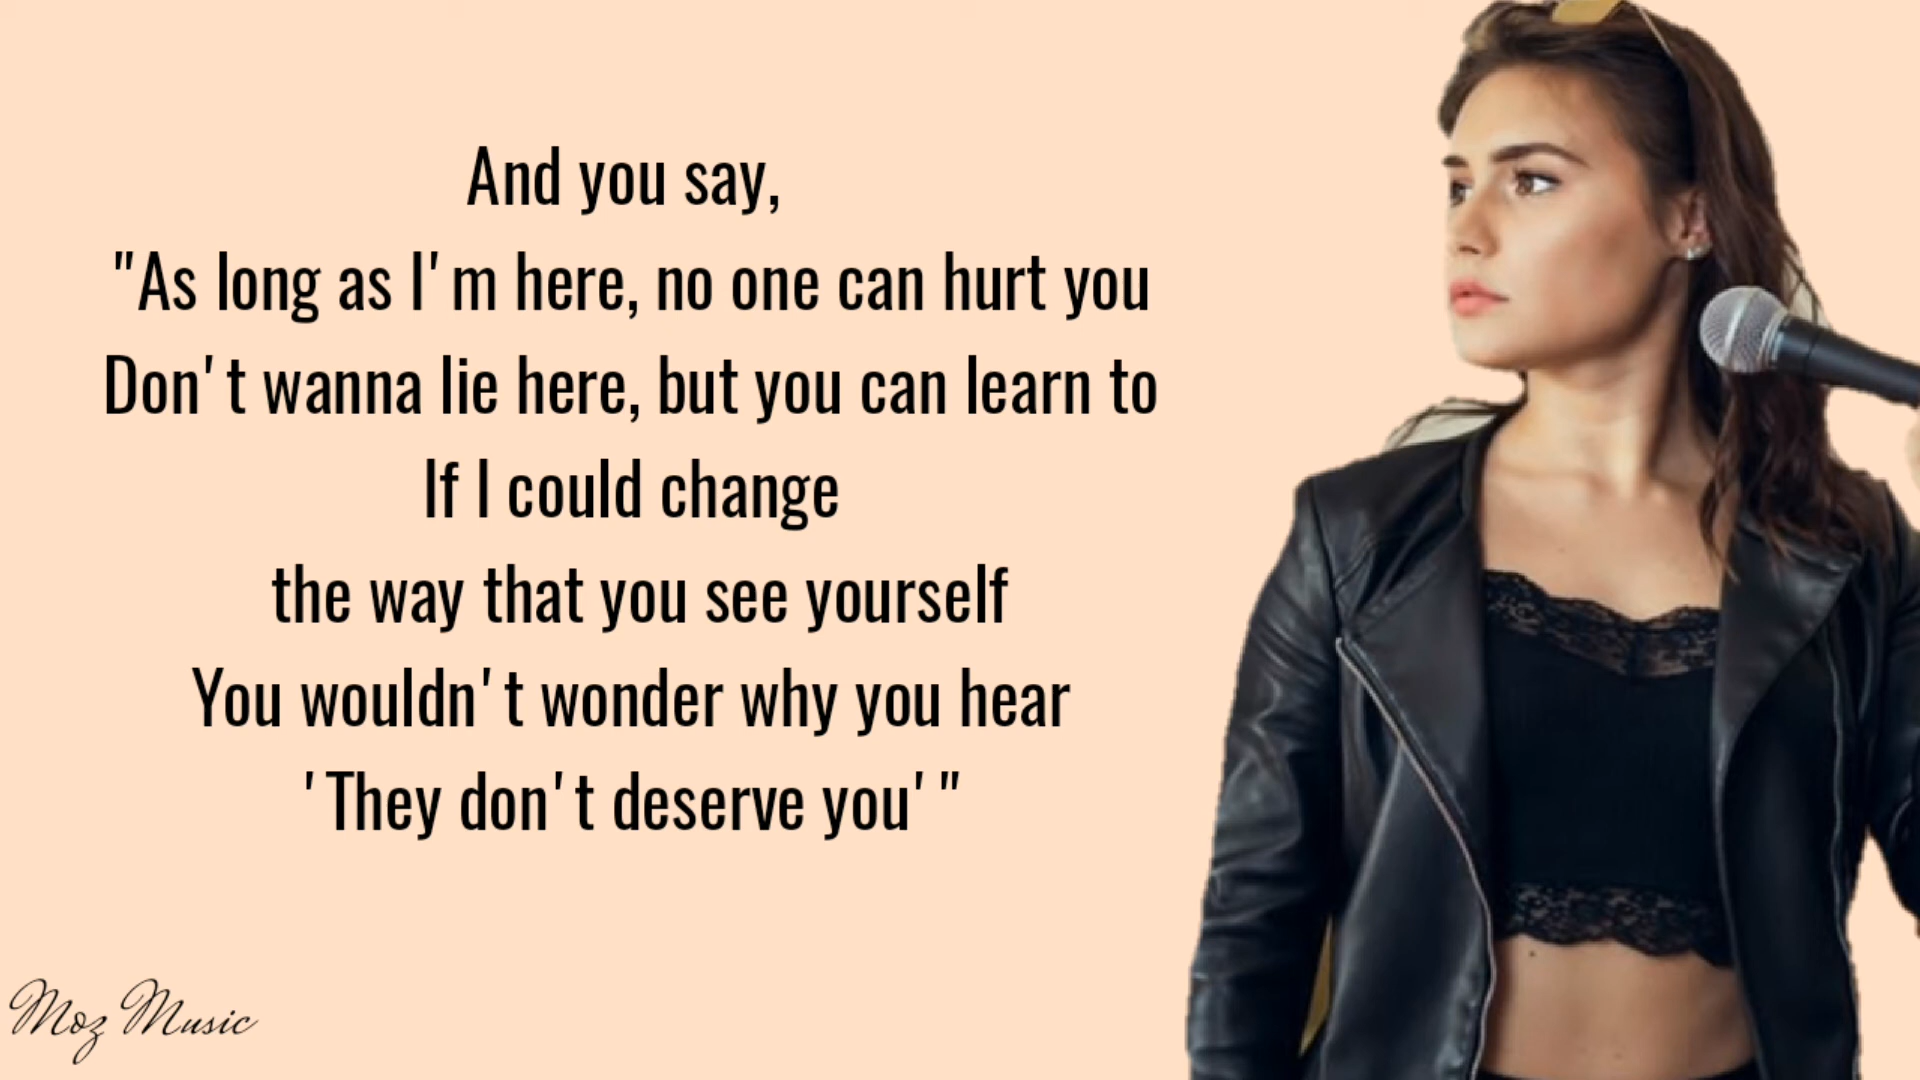 And you say,
"As long as I'm here, no one can hurt you
Don't wanna lie here, but you can learn to
If I could change
the way that you see yourself
You wouldn't wonder why you hear
'They don't deserve you'"
Moz Music